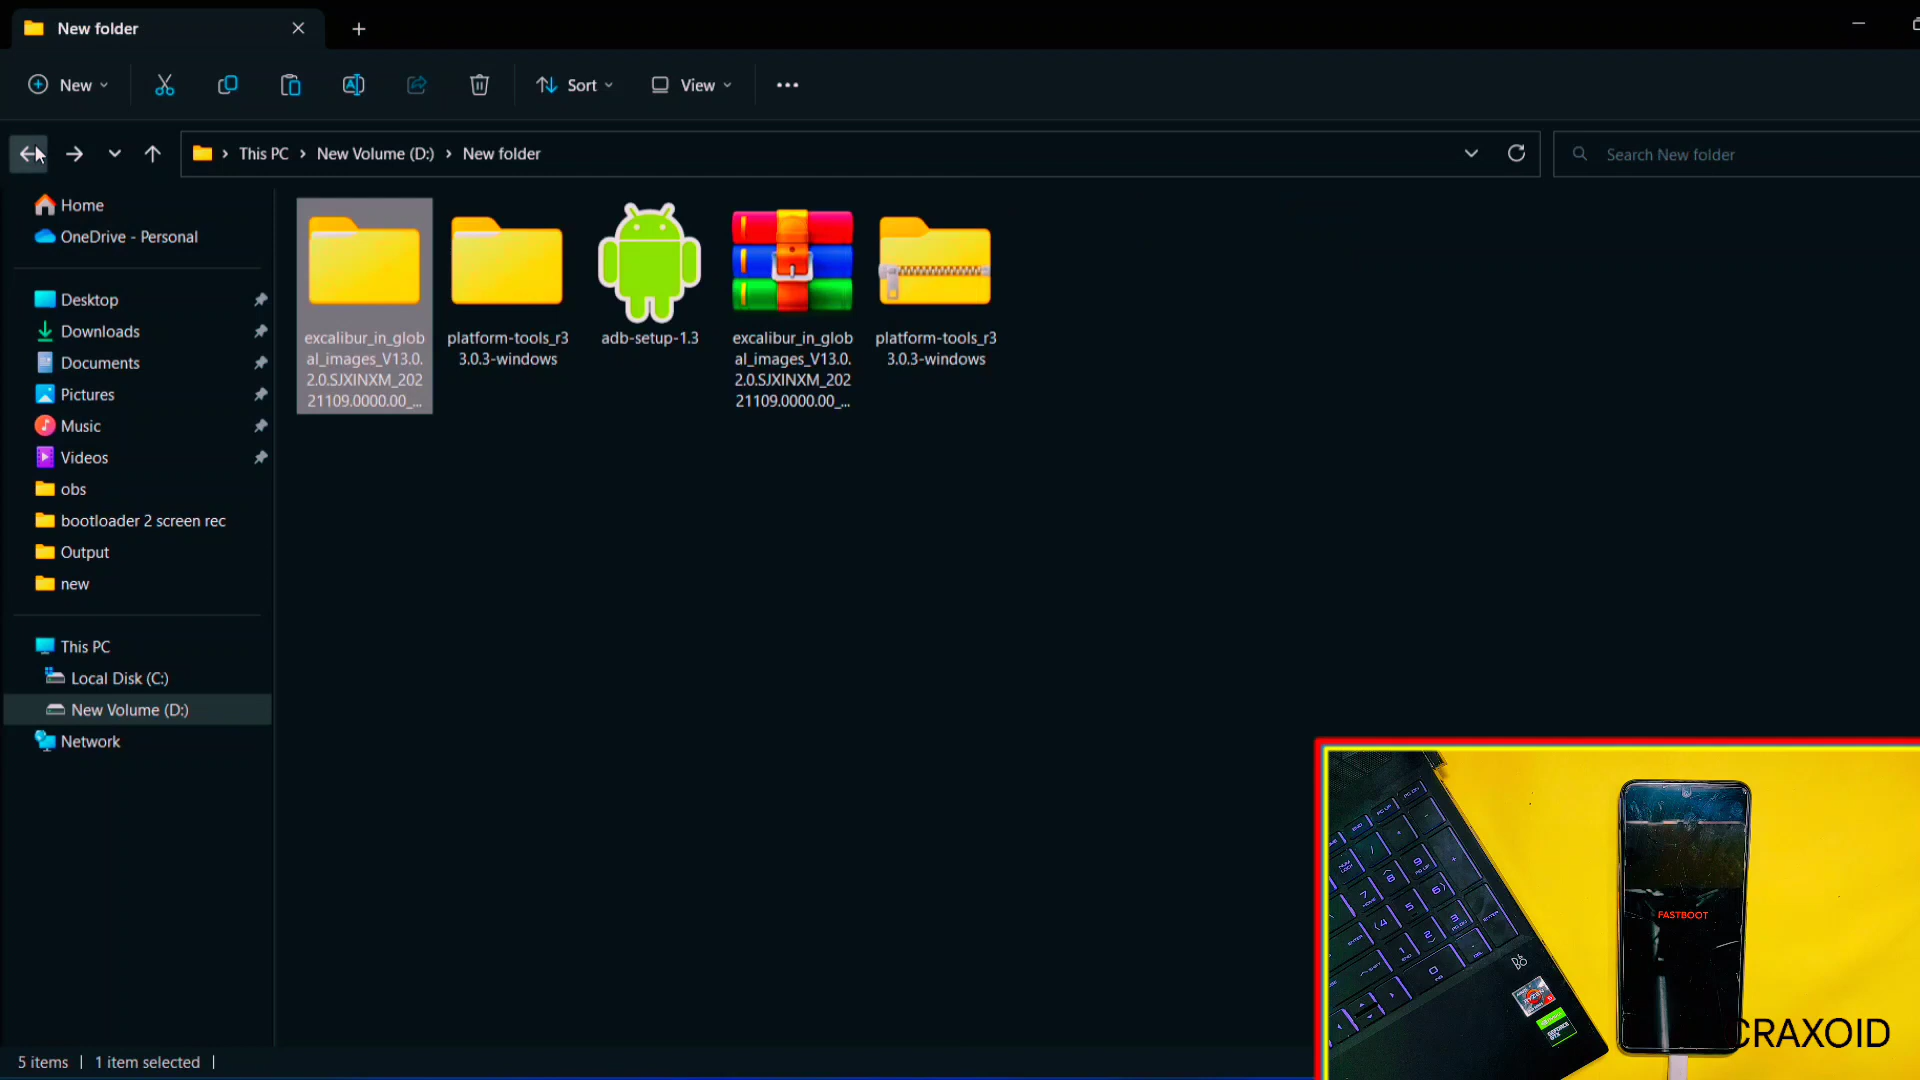 New folder
New
Sort
View
This PC
New Volume (D:)
New folder
Search New folder
Home
OneDrive - Personal
Desktop
Downloads
Documents
Pictures
Music
Videos
obs
bootloader 2 screen rec
Output
new
This PC
Local Disk (C:)
New Volume (D:)
Network
excalibur_in_glob
al_images_V13.0.
2.0.SJXINXM_202
21109.0000.00_...
platform-tools_r3
3.0.3-windows
adb-setup-1.3
excalibur_in_glob
al_images_V13.0.
2.0.SJXINXM_202
21109.0000.00_...
platform-tools_r3
3.0.3-windows
5 items
1 item selected
FASTBOOT
CRAXOID